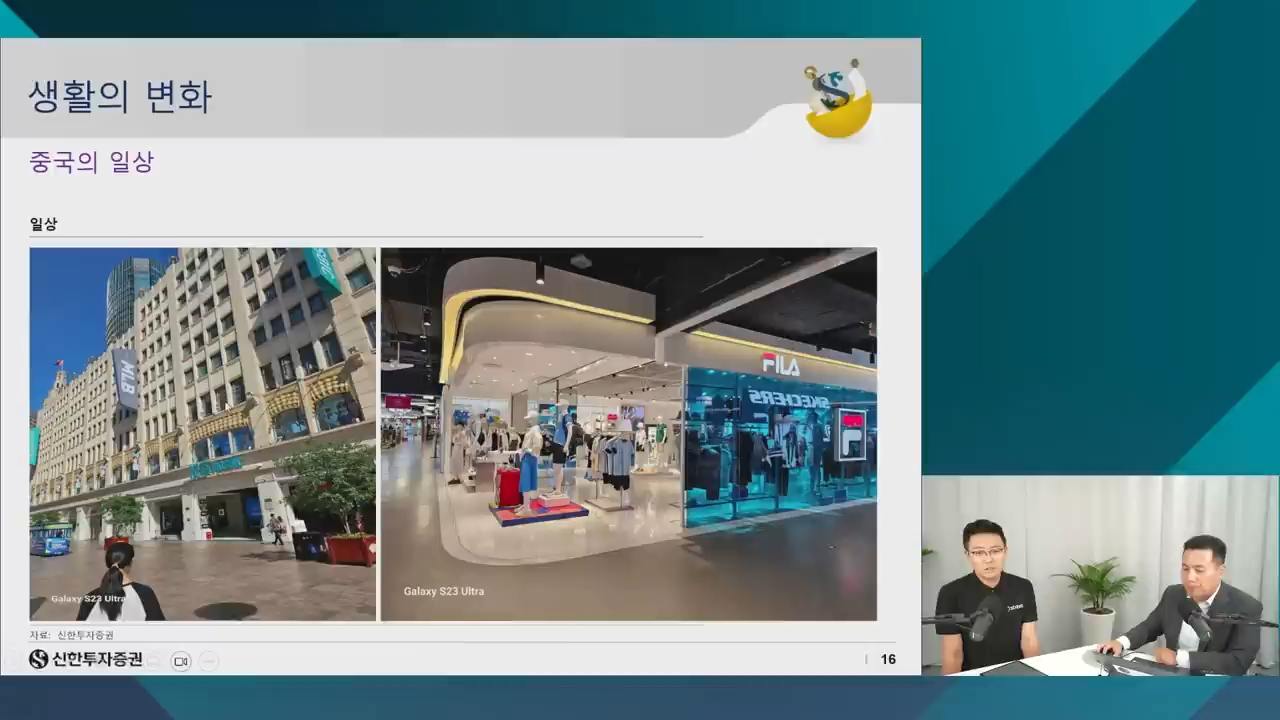 생활의 변화
중국의 일상
일상
MLB
Galaxy S23 Ultra
FILA
SKECHERS
Galaxy S23 Ultra
자료: 신한투자증권
신한투자증권
16